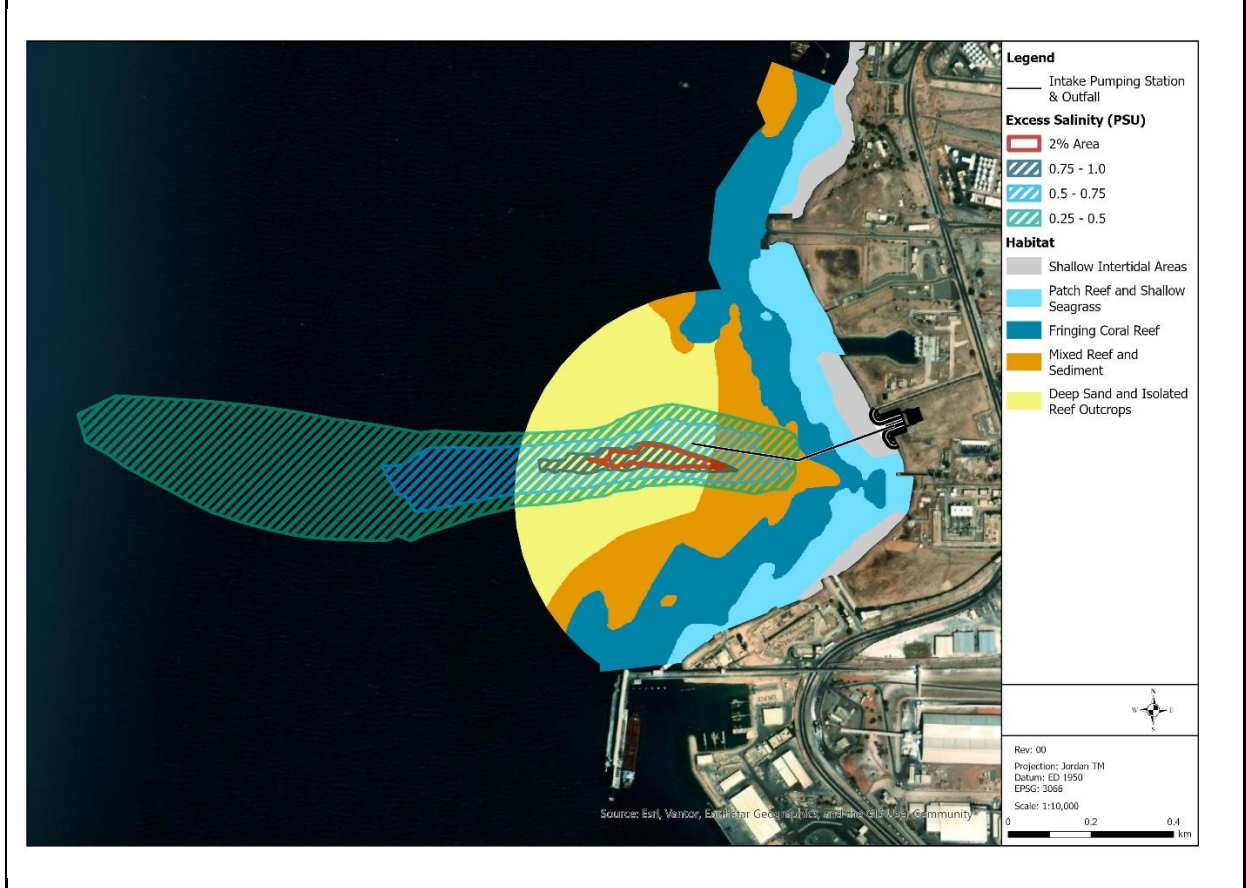 Legend
Intake Pumping Station
& Outfall
Excess Salinity (PSU)
2% Area
0.75 - 1.0
0.5 - 0.75
0.25 - 0.5
Habitat
Shallow Intertidal Areas
Patch Reef and Shallow
Seagrass
Fringing Coral Reef
Mixed Reef and
Sediment
Deep Sand and Isolated
Reef Outcrops
N
W E
S
Rev: 00
Projection: Jordan TM
Datum: ED 1950
EPSG: 3066
Scale: 1:10,000
0 0.2 0.4
km
Source: Esri, Vantor, Earthstar Geographics, and the GIS User Community